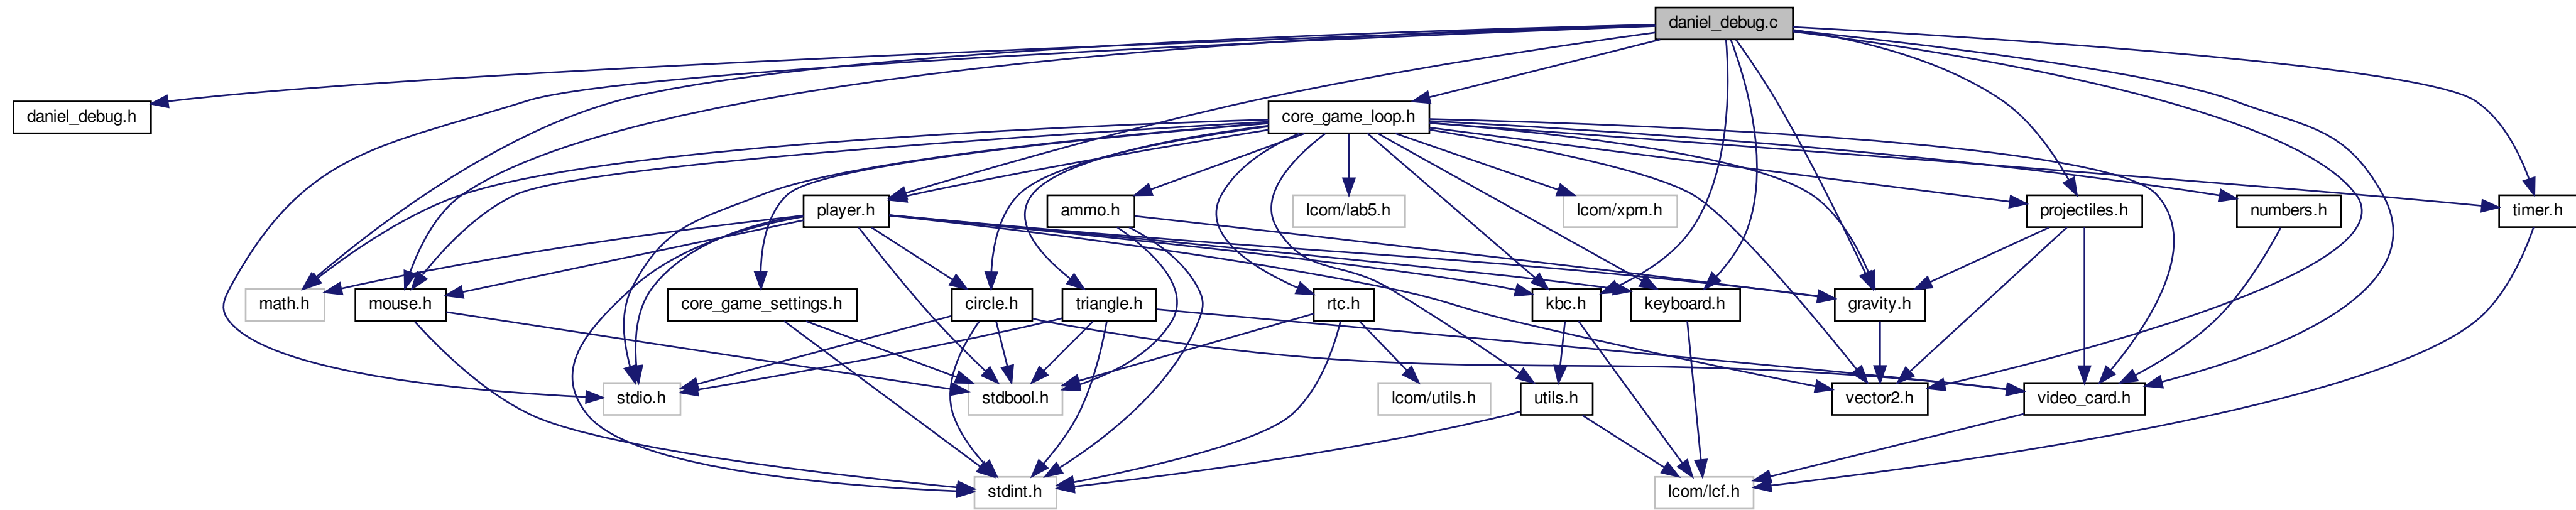 daniel_debug.c
daniel_debug.h
core_game_loop.h
player.h
ammo.h
lcom/lab5.h
lcom/xpm.h
projectiles.h
numbers.h
timer.h
math.h
mouse.h
core_game_settings.h
circle.h
triangle.h
rtc.h
kbc.h
keyboard.h
gravity.h
stdio.h
stdbool.h
lcom/utils.h
utils.h
vector2.h
video_card.h
stdint.h
lcom/lcf.h